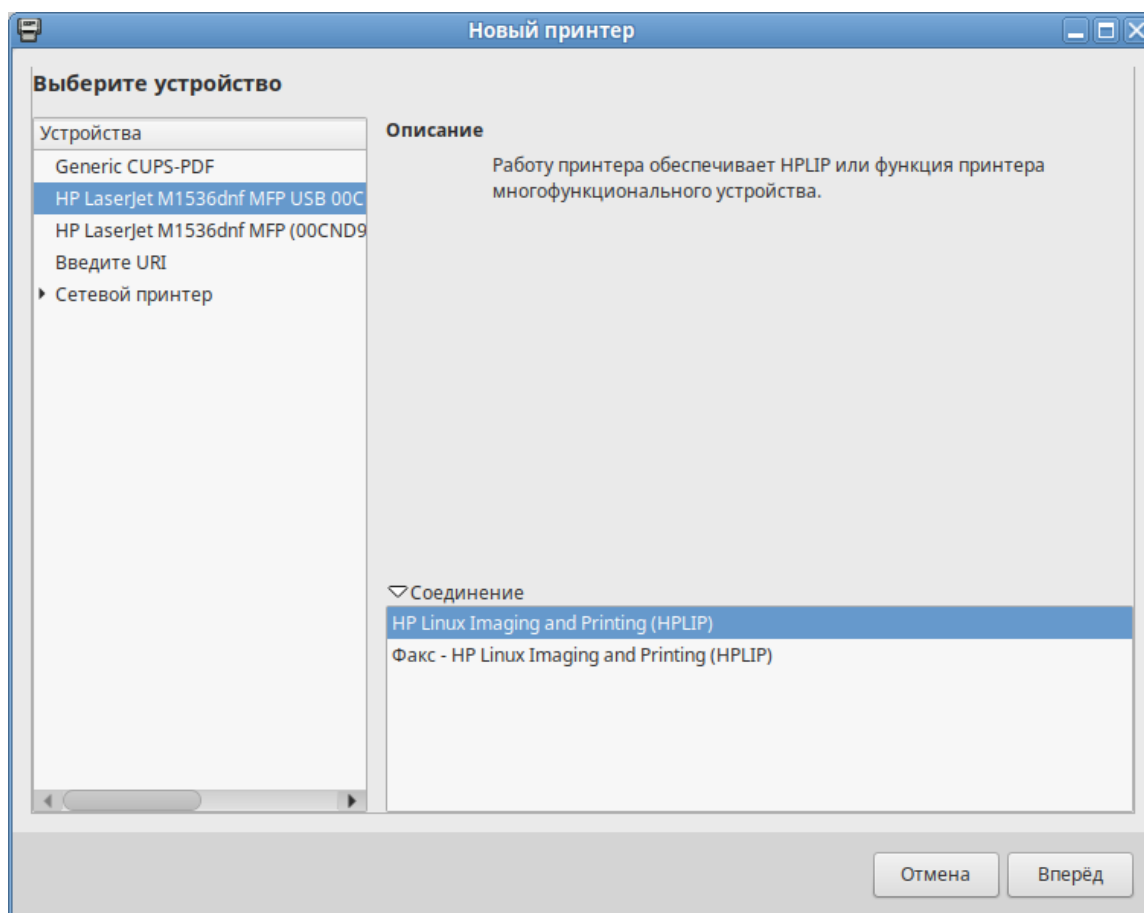 Новый принтер
Выберите устройство
Устройства
Generic CUPS-PDF
HP LaserJet M1536dnf MFP USB 00C
HP LaserJet M1536dnf MFP (00CND9
Введите URI
Сетевой принтер
Описание
Работу принтера обеспечивает HPLIP или функция принтера
многофункционального устройства.
Соединение
HP Linux Imaging and Printing (HPLIP)
Факс - HP Linux Imaging and Printing (HPLIP)
Отмена
Вперёд